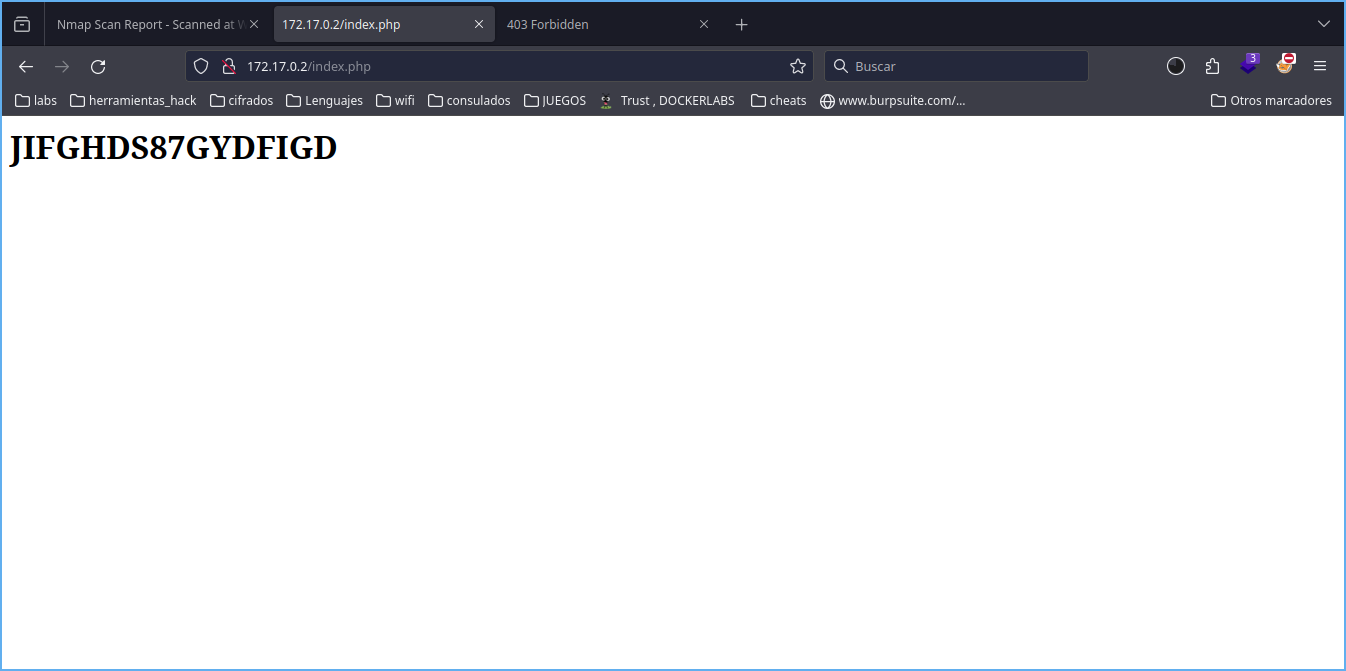 Nmap Scan Report - Scanned at W
172.17.0.2/index.php
403 Forbidden
172.17.0.2/index.php
Buscar
3
labs
herramientas_hack
cifrados
Lenguajes
wifi
consulados
JUEGOS
Trust , DOCKERLABS
cheats
www.burpsuite.com/...
Otros marcadores
JIFGHDS87GYDFIGD